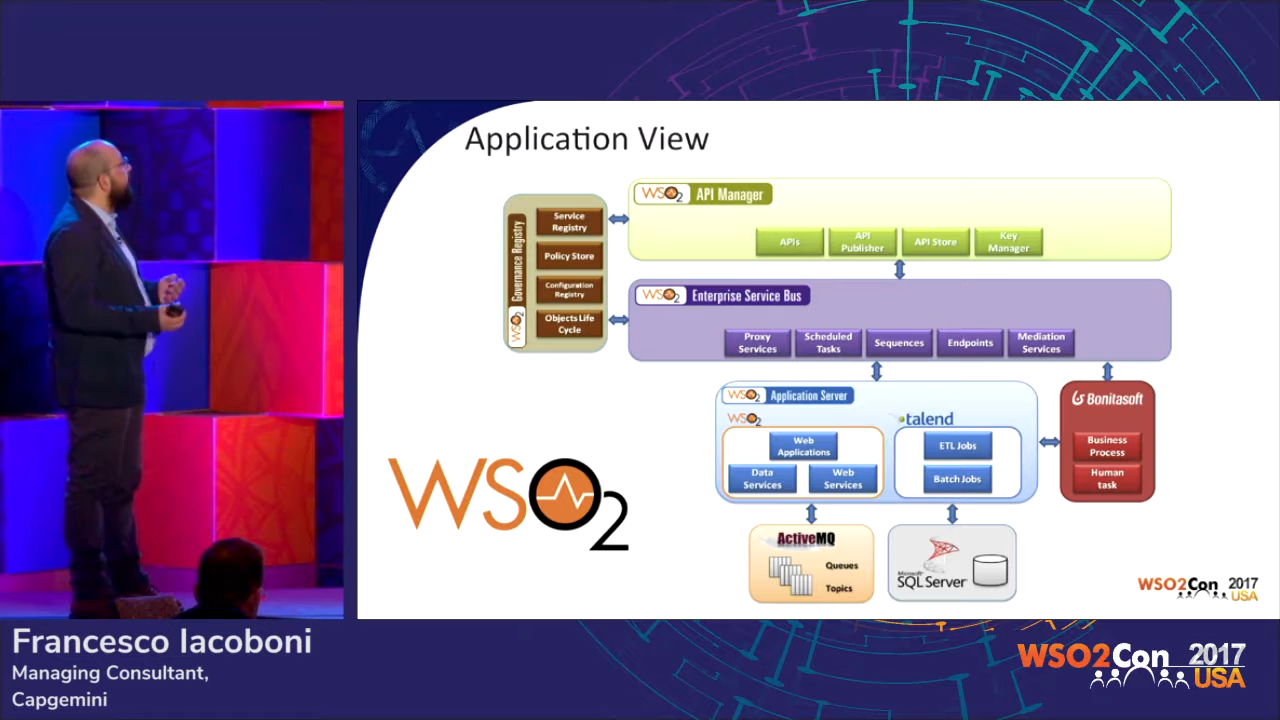 Application View
WSO2 API Manager
APIs
API
Publisher
API Store
Key
Manager
WSO2 Governance Registry
Service
Registry
Policy Store
Configuration
Registry
Objects Life
Cycle
WSO2 Enterprise Service Bus
Proxy
Services
Scheduled
Tasks
Sequences
Endpoints
Mediation
Services
WSO2 Application Server
WSO2
Web
Applications
Data
Services
Web
Services
talend
ETL Jobs
Batch Jobs
Bonitasoft
Business
Process
Human
task
ActiveMQ
Queues
Topics
Microsoft
SQL Server
WSO2
WSO2Con 2017
USA
Francesco Iacoboni
Managing Consultant,
Capgemini
WSO2Con 2017
USA